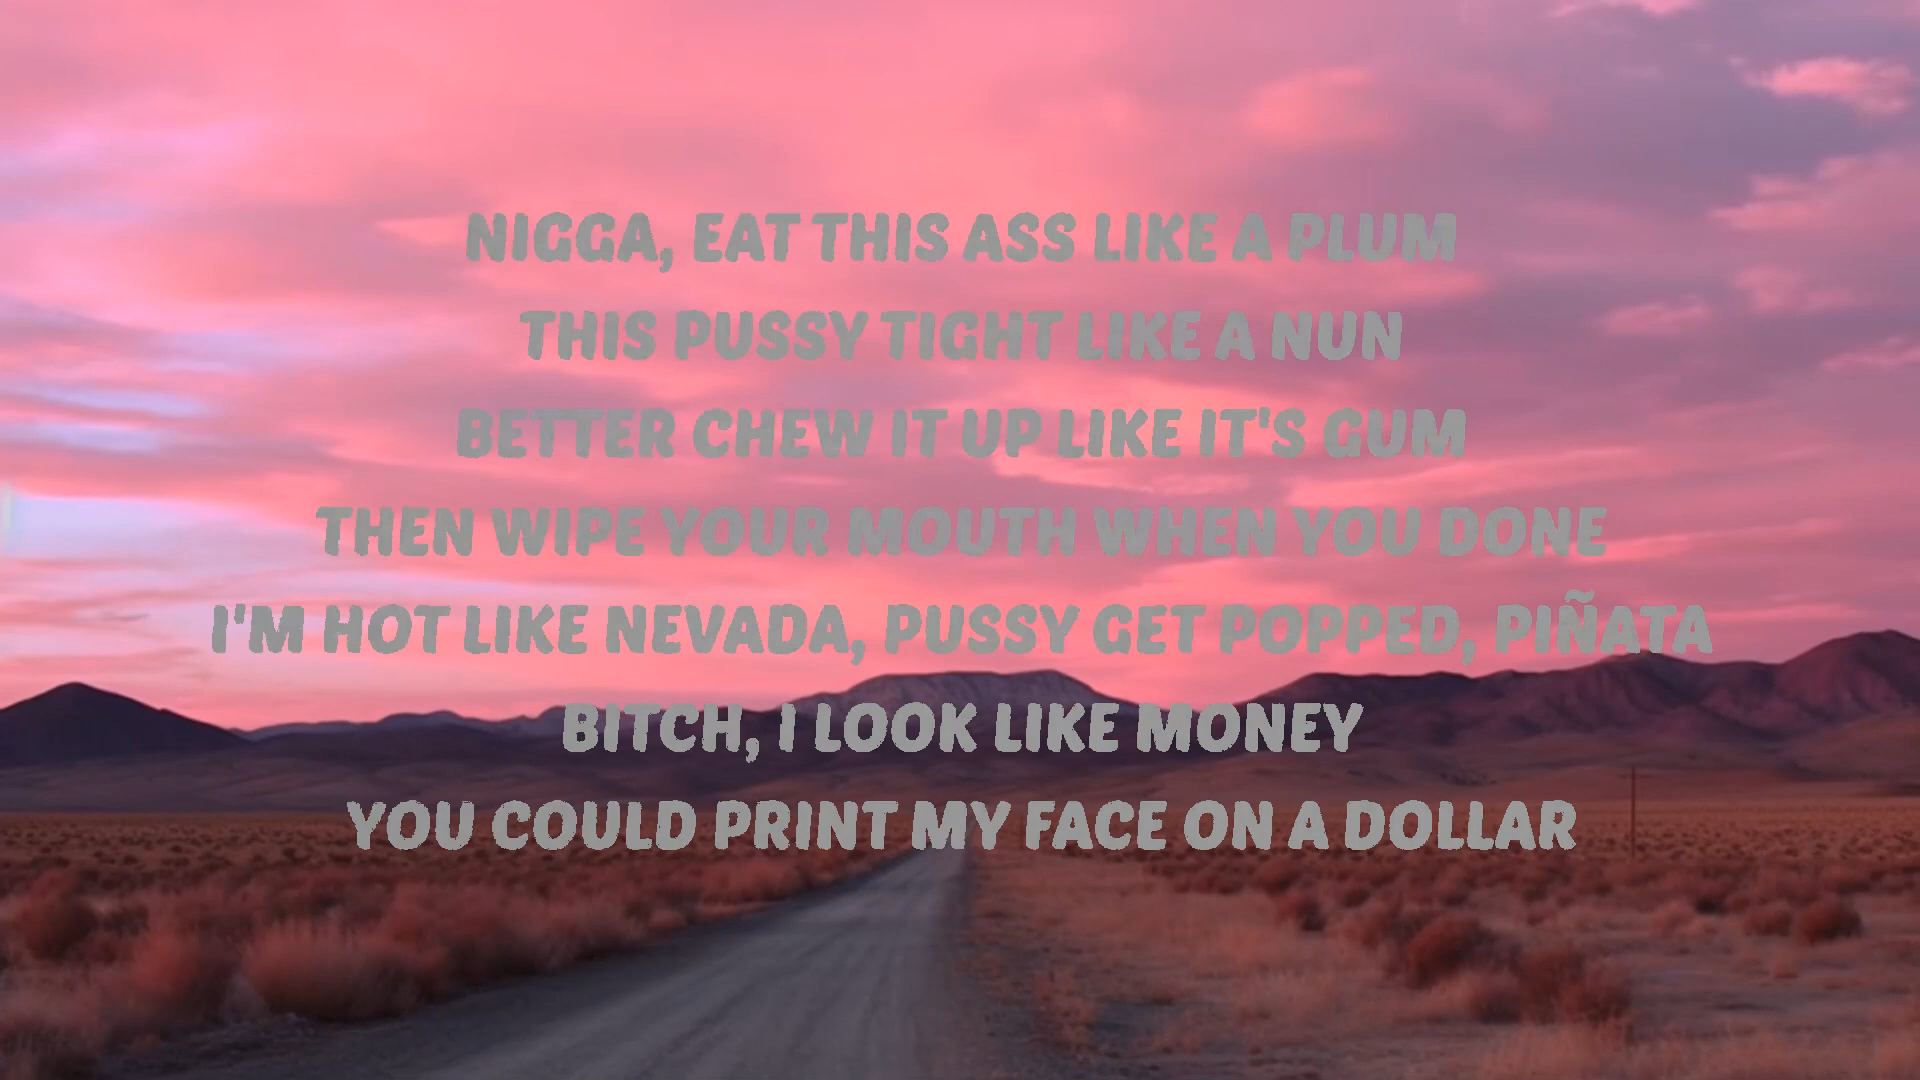 NIGGA, EAT THIS ASS LIKE A PLUM
THIS PUSSY TIGHT LIKE A NUN
BETTER CHEW IT UP LIKE IT'S GUM
THEN WIPE YOUR MOUTH WHEN YOU DONE
I'M HOT LIKE NEVADA, PUSSY GET POPPED, PIÑATA
BITCH, I LOOK LIKE MONEY
YOU COULD PRINT MY FACE ON A DOLLAR